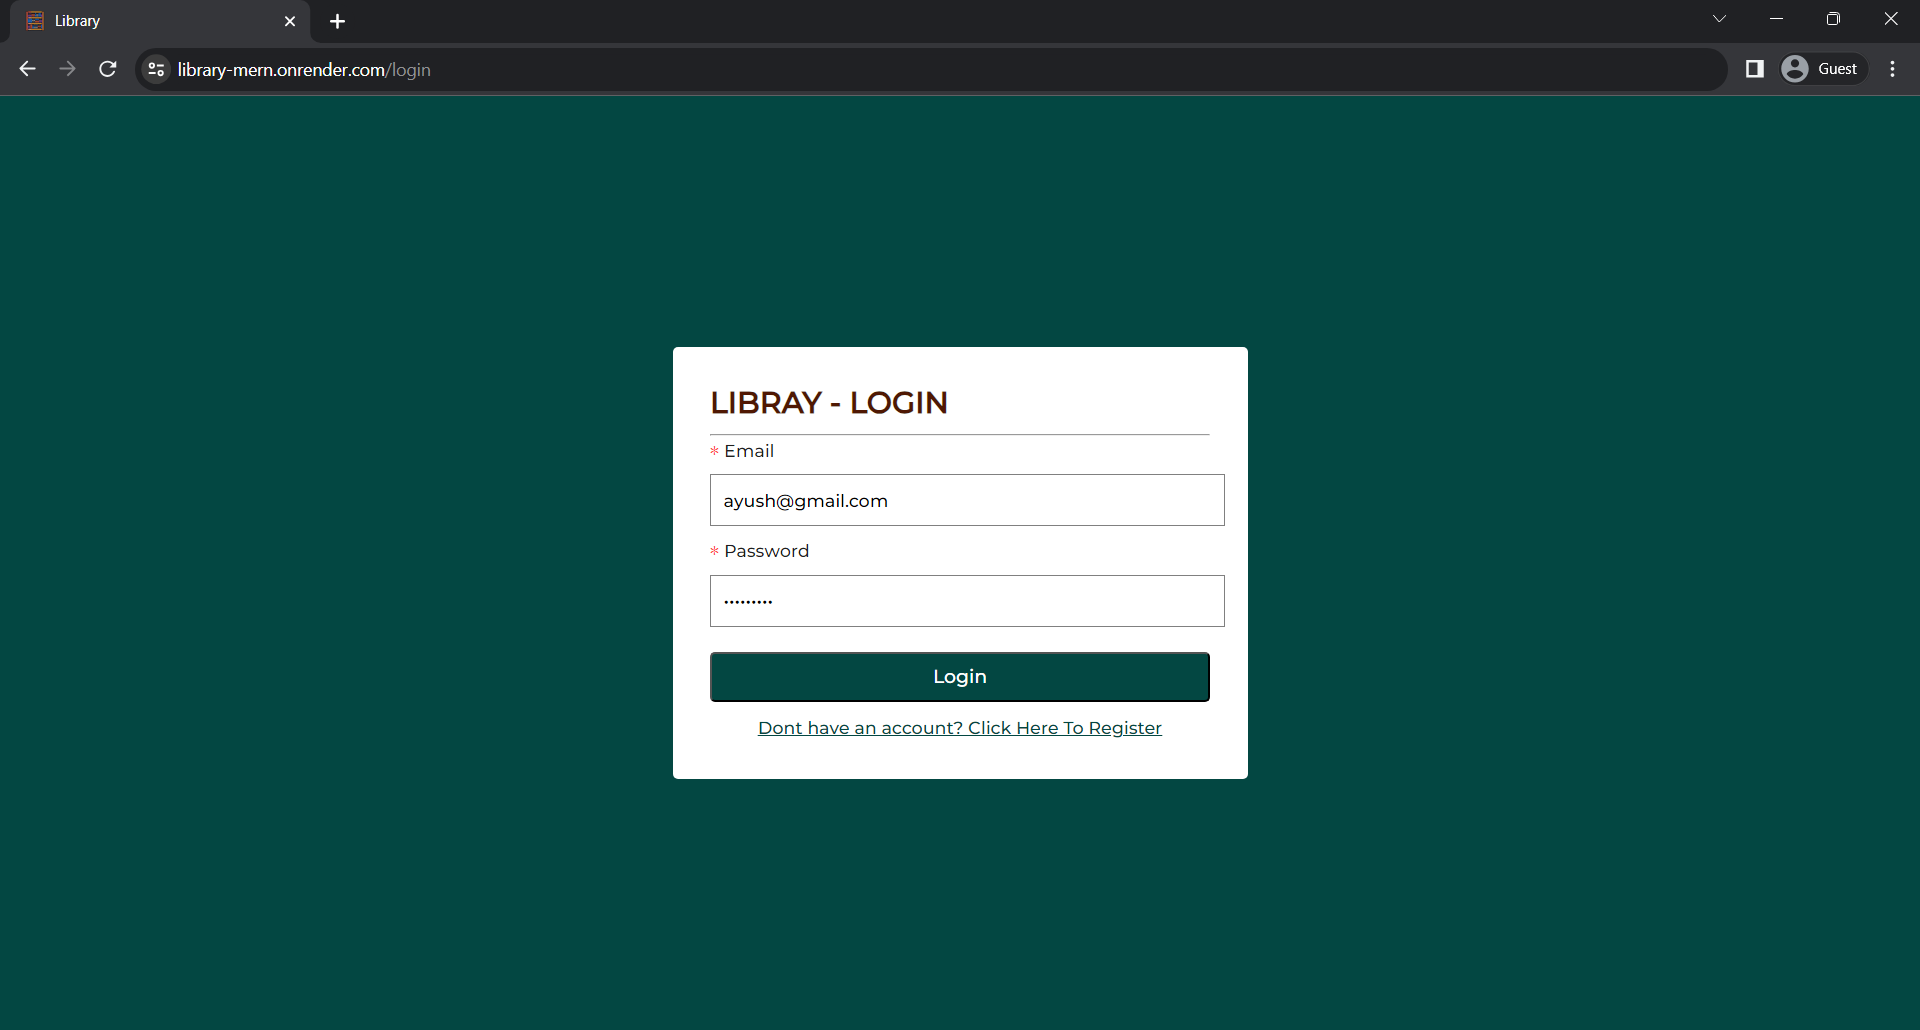 Library
library-mern.onrender.com/login
Guest
LIBRAY - LOGIN
* Email
ayush@gmail.com
* Password
•••••••••
Login
Dont have an account? Click Here To Register